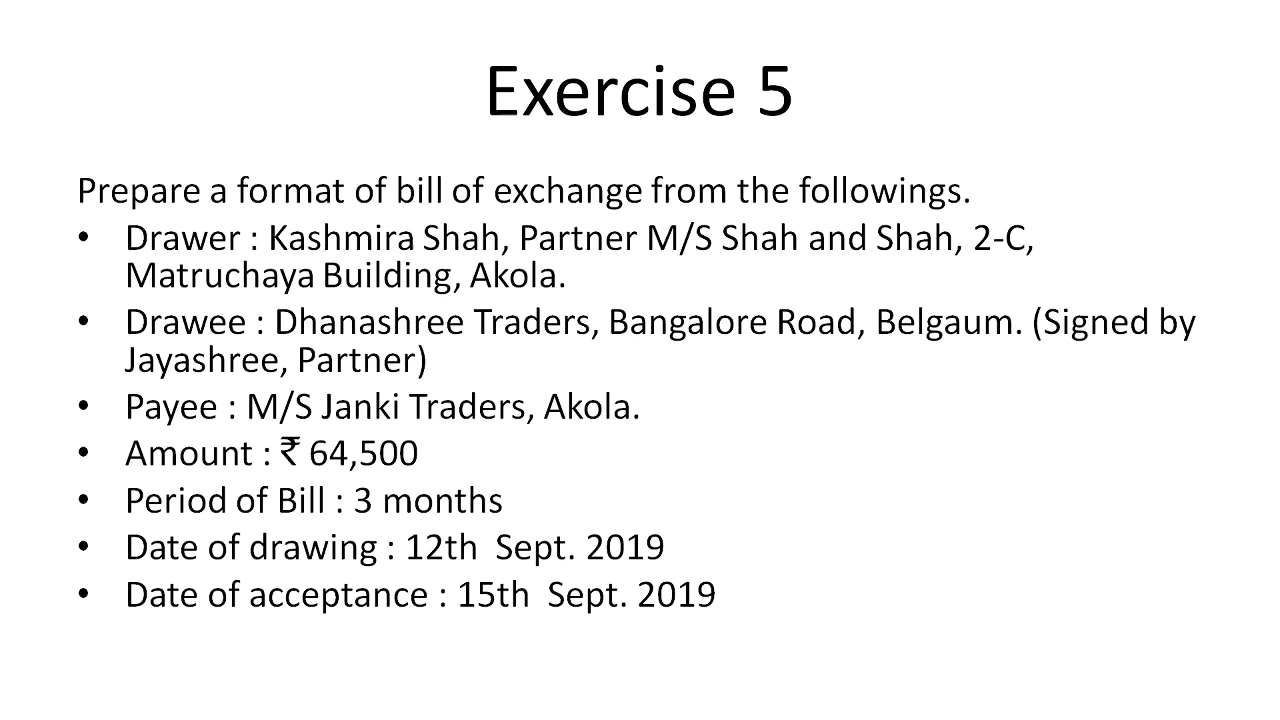 Exercise 5
Prepare a format of bill of exchange from the followings.
• Drawer : Kashmira Shah, Partner M/S Shah and Shah, 2-C,
Matruchaya Building, Akola.
• Drawee : Dhanashree Traders, Bangalore Road, Belgaum. (Signed by
Jayashree, Partner)
• Payee : M/S Janki Traders, Akola.
• Amount : ₹ 64,500
• Period of Bill : 3 months
• Date of drawing : 12th  Sept. 2019
• Date of acceptance : 15th  Sept. 2019